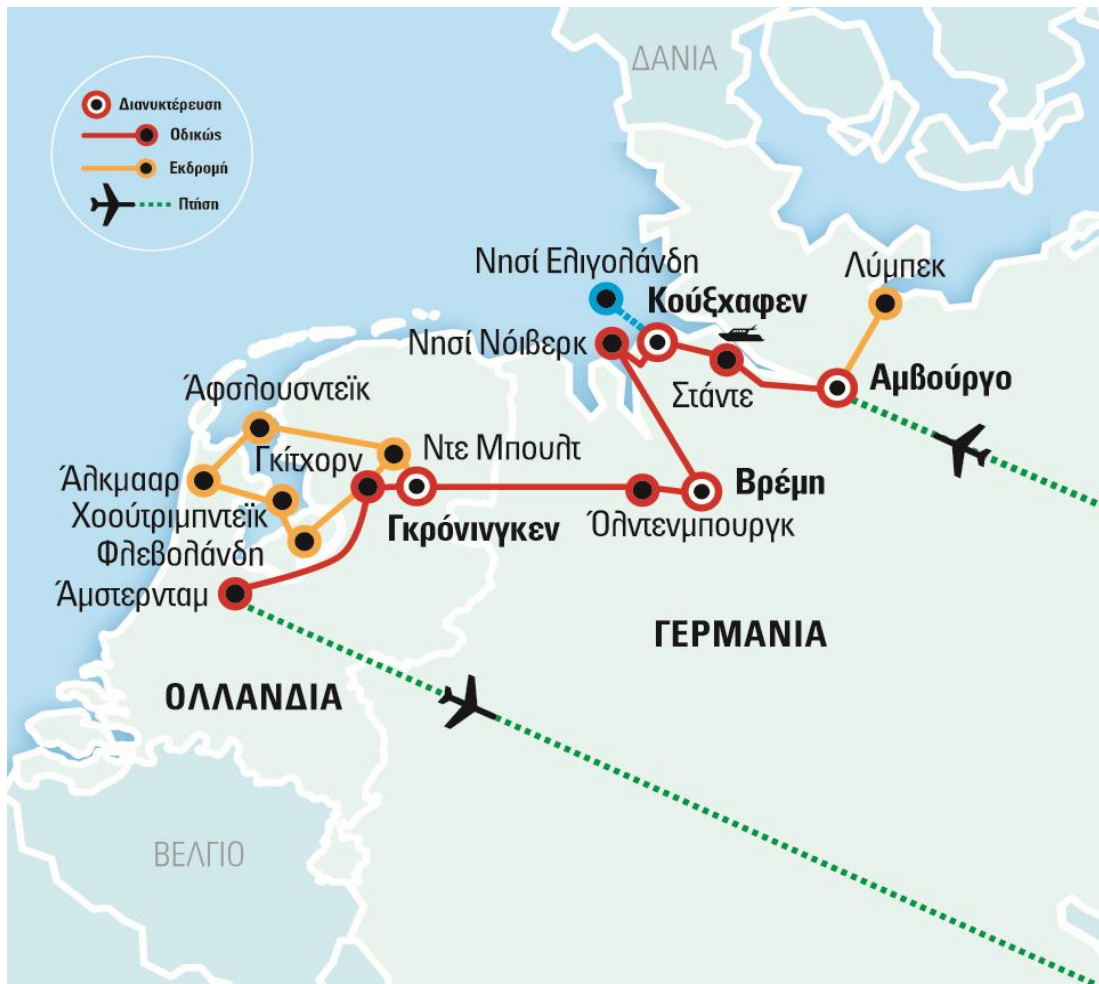 ΔΑΝΙΑ
Διανυκτέρευση
Οδικώς
Εκδρομή
Πτήση
Νησί Ελιγολάνδη
Λύμπεκ
Κούξχαφεν
Νησί Νόιβερκ
Στάντε
Αμβούργο
Άφσλουσντεϊκ
Γκίτχορν
Ντε Μπουλτ
Άλκμααρ
Χοούτριμπντεϊκ
Φλεβολάνδη
Γκρόνινγκεν
Βρέμη
Όλντενμπουργκ
Άμστερνταμ
ΓΕΡΜΑΝΙΑ
ΟΛΛΑΝΔΙΑ
ΒΕΛΓΙΟ